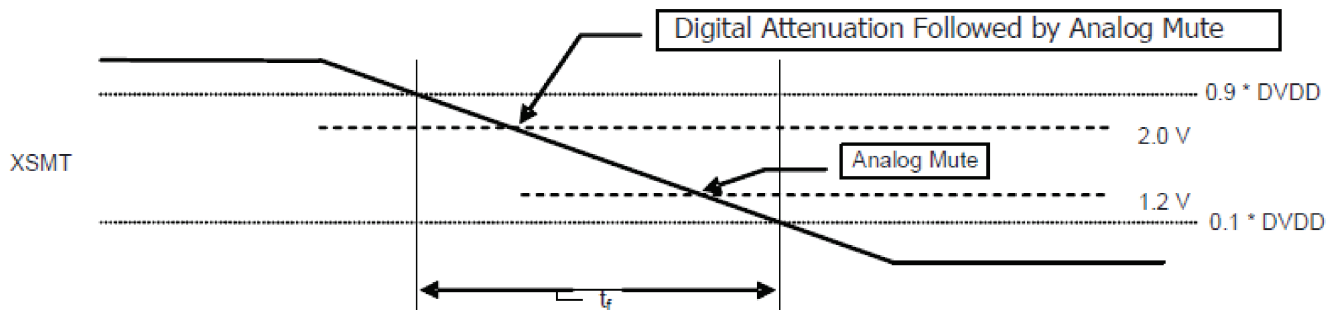 Digital Attenuation Followed by Analog Mute
0.9 * DVDD
2.0 V
XSMT
Analog Mute
1.2 V
0.1 * DVDD
tf